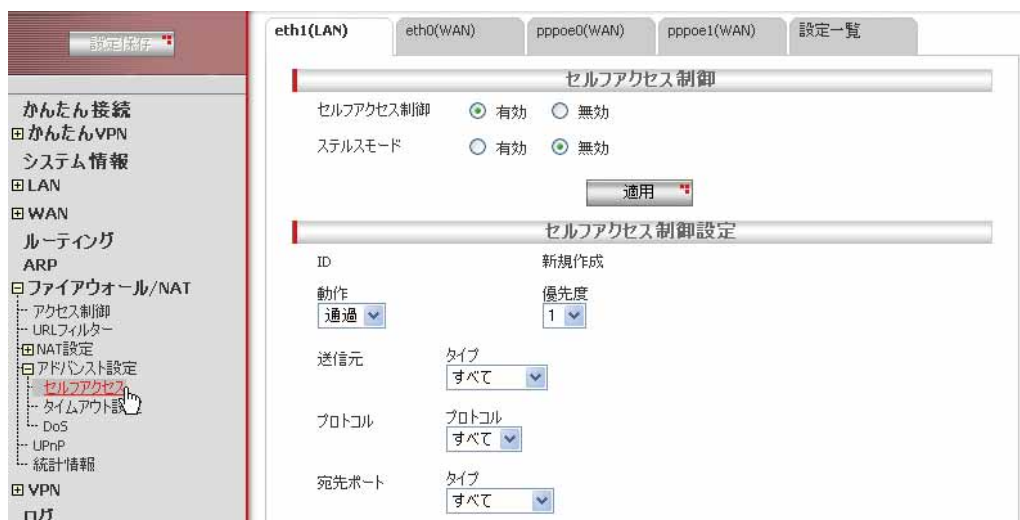 設定保存
かんたん接続
かんたんVPN
システム情報
LAN
WAN
ルーティング
ARP
ファイアウォール/NAT
アクセス制御
URLフィルター
NAT設定
アドバンスト設定
セルフアクセス
タイムアウト設定
DoS
UPnP
統計情報
VPN
ログ
eth1(LAN) eth0(WAN) pppoe0(WAN) pppoe1(WAN) 設定一覧
セルフアクセス制御
セルフアクセス制御 有効 無効
ステルスモード 有効 無効
適用
セルフアクセス制御設定
ID 新規作成
動作 優先度
通過 1
送信元 タイプ
すべて
プロトコル プロトコル
すべて
宛先ポート タイプ
すべて